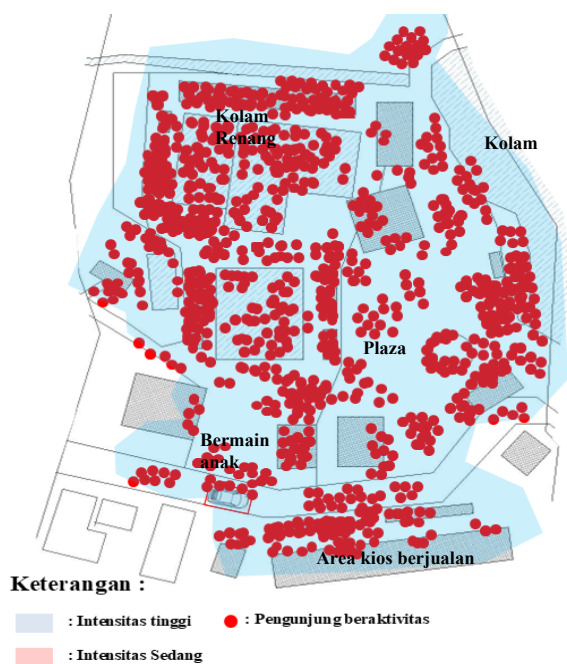 Kolam
Renang
Kolam
Plaza
Bermain
anak
Area kios berjualan
Keterangan :
: Intensitas tinggi
: Pengunjung beraktivitas
: Intensitas Sedang